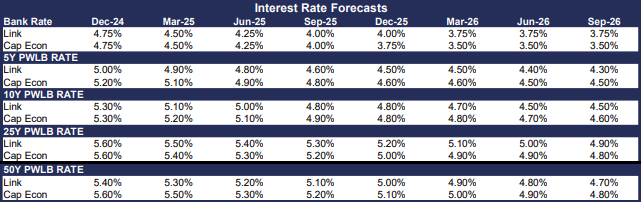 Interest Rate Forecasts
Bank Rate Dec-24 Mar-25 Jun-25 Sep-25 Dec-25 Mar-26 Jun-26 Sep-26
Link 4.75% 4.50% 4.25% 4.00% 4.00% 3.75% 3.75% 3.75%
Cap Econ 4.75% 4.50% 4.25% 4.00% 3.75% 3.50% 3.50% 3.50%
5Y PWLB RATE
Link 5.00% 4.90% 4.80% 4.60% 4.50% 4.50% 4.40% 4.30%
Cap Econ 5.20% 5.10% 4.90% 4.80% 4.60% 4.60% 4.50% 4.50%
10Y PWLB RATE
Link 5.30% 5.10% 5.00% 4.80% 4.80% 4.70% 4.50% 4.50%
Cap Econ 5.30% 5.20% 5.10% 4.90% 4.80% 4.80% 4.70% 4.60%
25Y PWLB RATE
Link 5.60% 5.50% 5.40% 5.30% 5.20% 5.10% 5.00% 4.90%
Cap Econ 5.60% 5.40% 5.30% 5.20% 5.00% 4.90% 4.90% 4.80%
50Y PWLB RATE
Link 5.40% 5.30% 5.20% 5.10% 5.00% 4.90% 4.80% 4.70%
Cap Econ 5.60% 5.50% 5.30% 5.20% 5.10% 5.00% 4.90% 4.80%